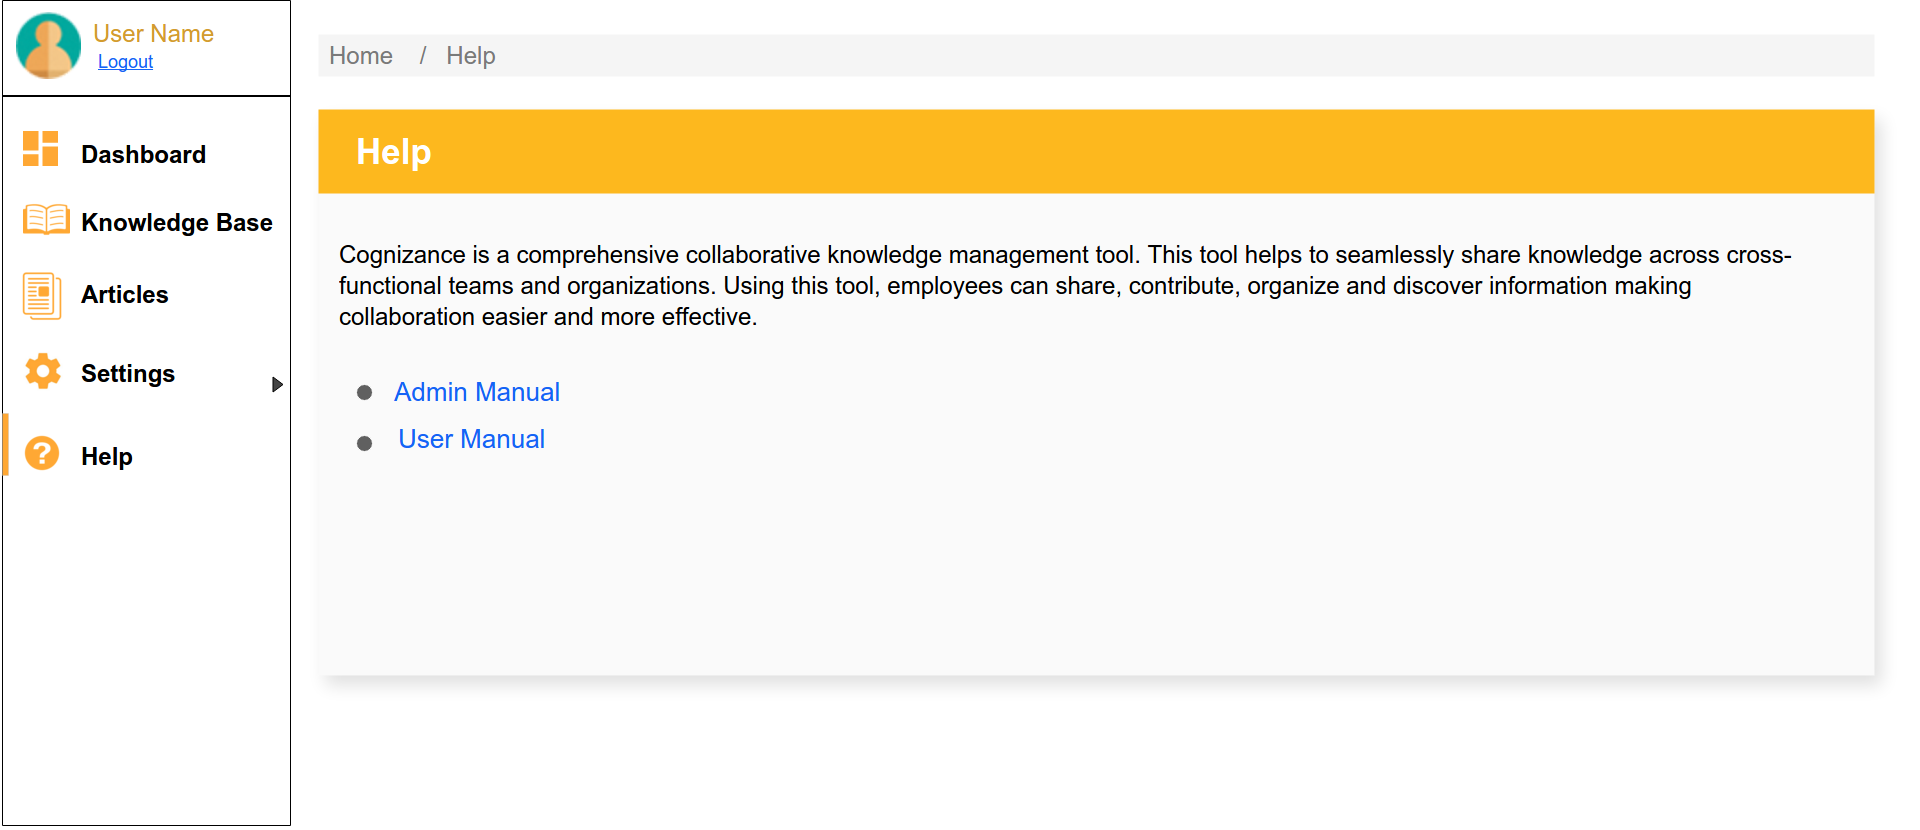 User Name
Logout
Dashboard
Knowledge Base
Articles
Settings
Help
Home / Help
Help
Cognizance is a comprehensive collaborative knowledge management tool. This tool helps to seamlessly share knowledge across cross-
functional teams and organizations. Using this tool, employees can share, contribute, organize and discover information making
collaboration easier and more effective.
Admin Manual
User Manual